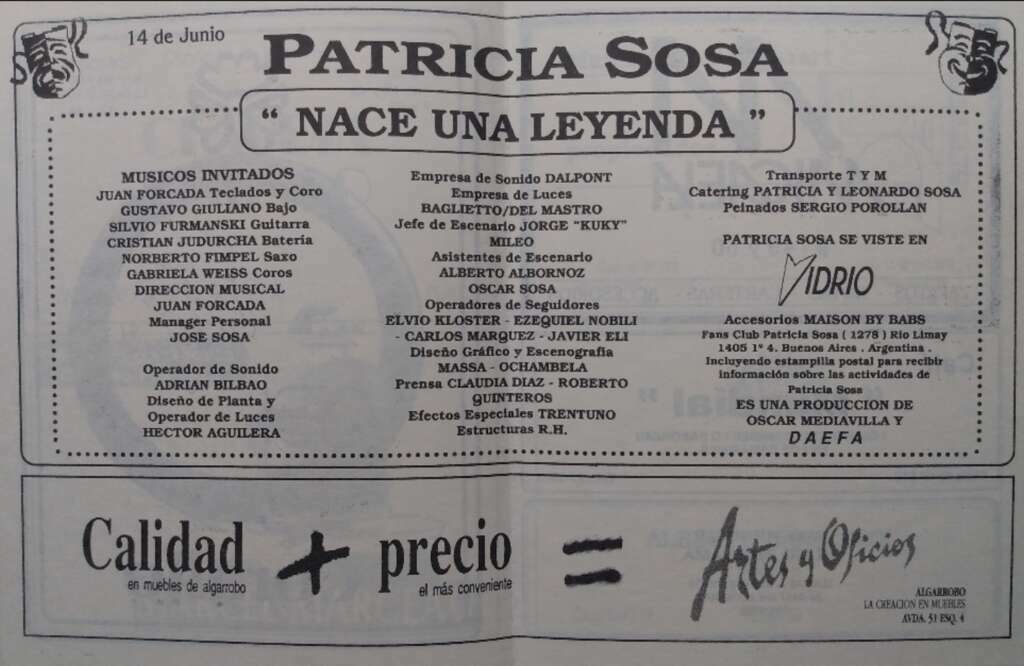 14 de Junio
PATRICIA SOSA
" NACE UNA LEYENDA "
MUSICOS INVITADOS
JUAN FORCADA Teclados y Coro
GUSTAVO GIULIANO Bajo
SILVIO FURMANSKI Guitarra
CRISTIAN JUDURCHA Batería
NORBERTO FIMPEL Saxo
GABRIELA WEISS Coros
DIRECCION MUSICAL
JUAN FORCADA
Manager Personal
JOSE SOSA
Operador de Sonido
ADRIAN BILBAO
Diseño de Planta y
Operador de Luces
HECTOR AGUILERA
Empresa de Sonido DALPONT
Empresa de Luces
BAGLIETTO/DEL MASTRO
Jefe de Escenario JORGE "KUKY"
MILEO
Asistentes de Escenario
ALBERTO ALBORNOZ
OSCAR SOSA
Operadores de Seguidores
ELVIO KLOSTER - EZEQUIEL NOBILI
- CARLOS MARQUEZ - JAVIER ELI
Diseño Gráfico y Escenografia
MASSA - OCHAMBELA
Prensa CLAUDIA DIAZ - ROBERTO
QUINTEROS
Efectos Especiales TRENTUNO
Estructuras R.H.
Transporte T Y M
Catering PATRICIA Y LEONARDO SOSA
Peinados SERGIO POROLLAN
PATRICIA SOSA SE VISTE EN
VIDRIO
Accesorios MAISON BY BABS
Fans Club Patricia Sosa ( 1278 ) Rio Limay
1405 1º 4. Buenos Aires . Argentina .
Incluyendo estampilla postal para recibir
información sobre las actividades de
Patricia Sosa
ES UNA PRODUCCION DE
OSCAR MEDIAVILLA Y
DAEFA
Calidad + precio = Artes y Oficios
en muebles de algarrobo
el más conveniente
ALGARROBO
LA CREACION EN MUEBLES
AVDA. 51 ESQ. 4